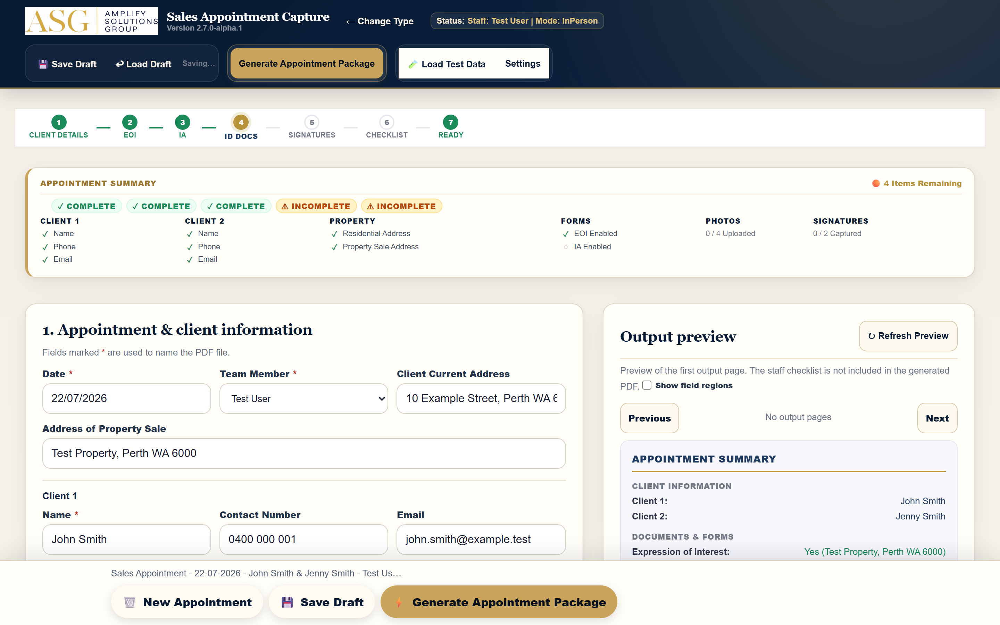 ASG
AMPLIFY
SOLUTIONS
GROUP
Sales Appointment Capture
Version 2.7.0-alpha.1
← Change Type
Status: Staff: Test User | Mode: inPerson
💾 Save Draft
↩ Load Draft
Saving...
Generate Appointment Package
🧪 Load Test Data
Settings
1
CLIENT DETAILS
2
EOI
3
IA
4
ID DOCS
5
SIGNATURES
6
CHECKLIST
7
READY
APPOINTMENT SUMMARY
4 Items Remaining
✓ COMPLETE
✓ COMPLETE
✓ COMPLETE
⚠ INCOMPLETE
⚠ INCOMPLETE
CLIENT 1
✓ Name
✓ Phone
✓ Email
CLIENT 2
✓ Name
✓ Phone
✓ Email
PROPERTY
✓ Residential Address
✓ Property Sale Address
FORMS
✓ EOI Enabled
○ IA Enabled
PHOTOS
0 / 4 Uploaded
SIGNATURES
0 / 2 Captured
1. Appointment & client information
Fields marked * are used to name the PDF file.
Date *
22/07/2026
Team Member *
Test User
Client Current Address
10 Example Street, Perth WA 6
Address of Property Sale
Test Property, Perth WA 6000
Client 1
Name *
John Smith
Contact Number
0400 000 001
Email
john.smith@example.test
Output preview
↻ Refresh Preview
Preview of the first output page. The staff checklist is not included in the generated
PDF. Show field regions
Previous
No output pages
Next
APPOINTMENT SUMMARY
CLIENT INFORMATION
Client 1: John Smith
Client 2: Jenny Smith
DOCUMENTS & FORMS
Expression of Interest: Yes (Test Property, Perth WA 6000)
Sales Appointment - 22-07-2026 - John Smith & Jenny Smith - Test Us...
🗑 New Appointment
💾 Save Draft
⚡ Generate Appointment Package